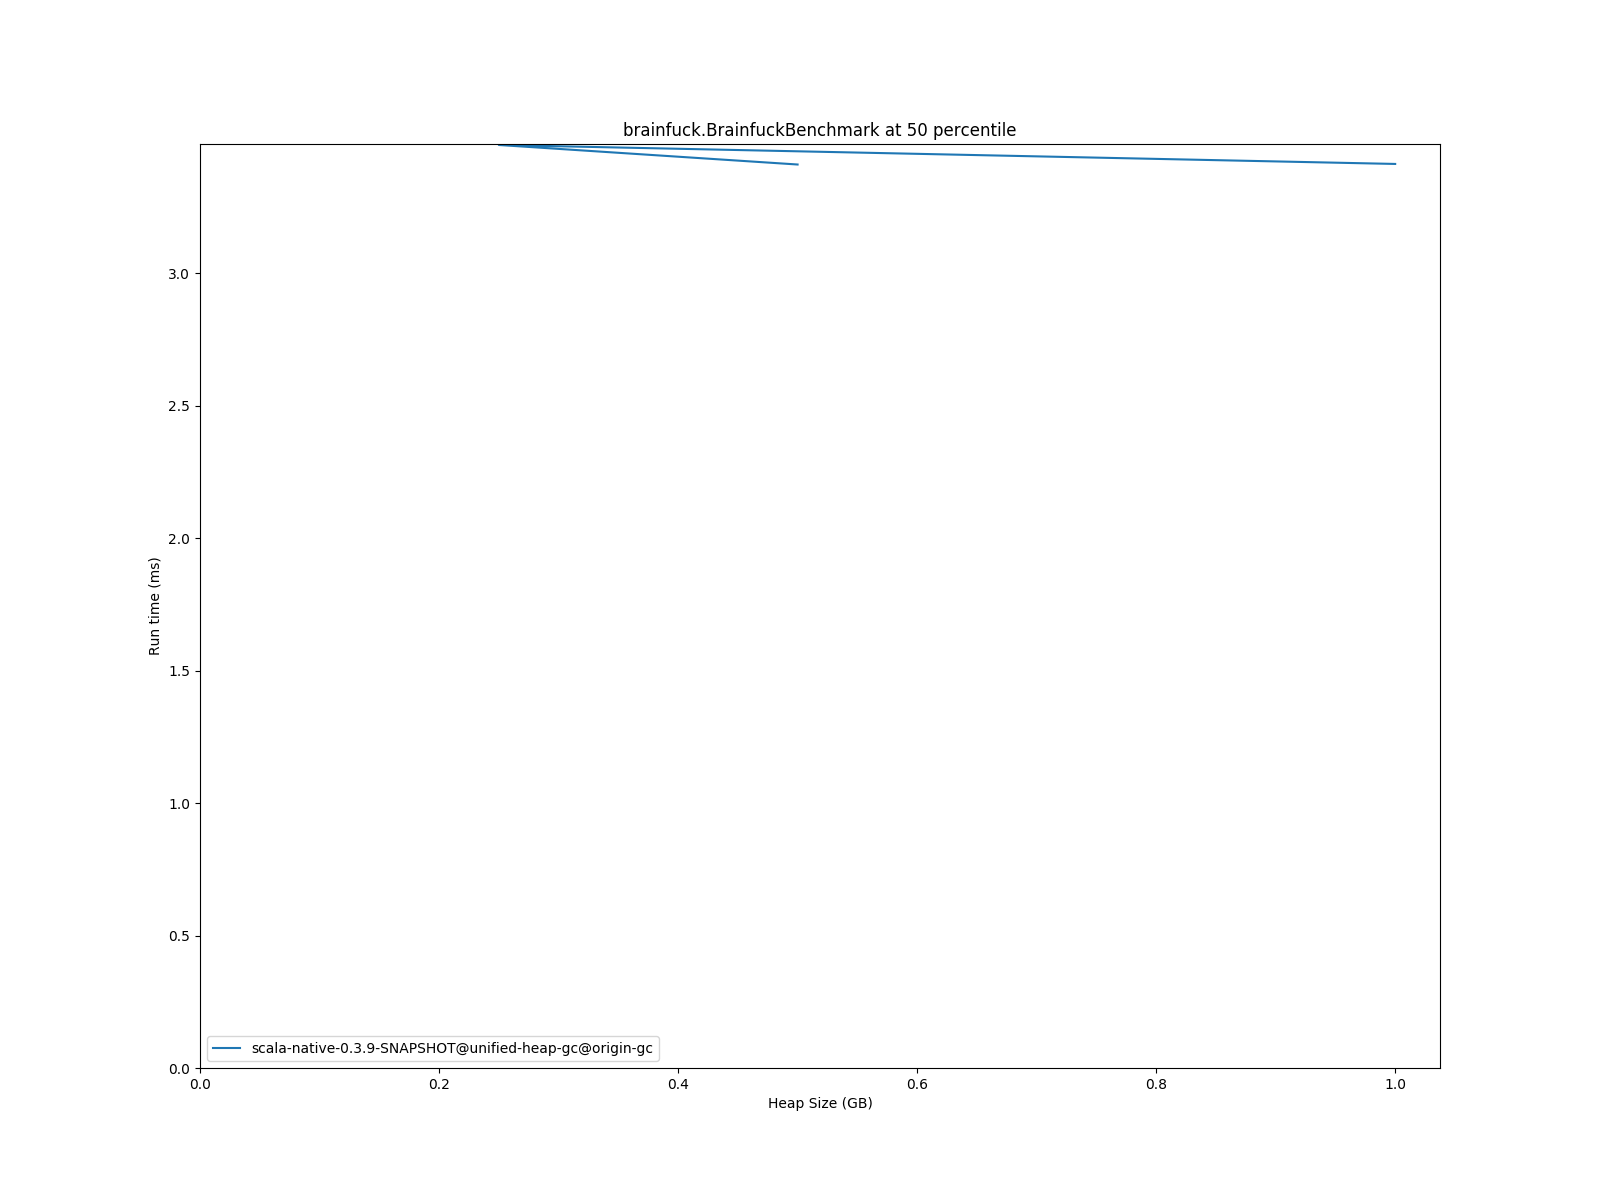 brainfuck.BrainfuckBenchmark at 50 percentile
Run time (ms)
3.0
2.5
2.0
1.5
1.0
0.5
0.0
scala-native-0.3.9-SNAPSHOT@unified-heap-gc@origin-gc
0.0 0.2 0.4 0.6 0.8 1.0
Heap Size (GB)